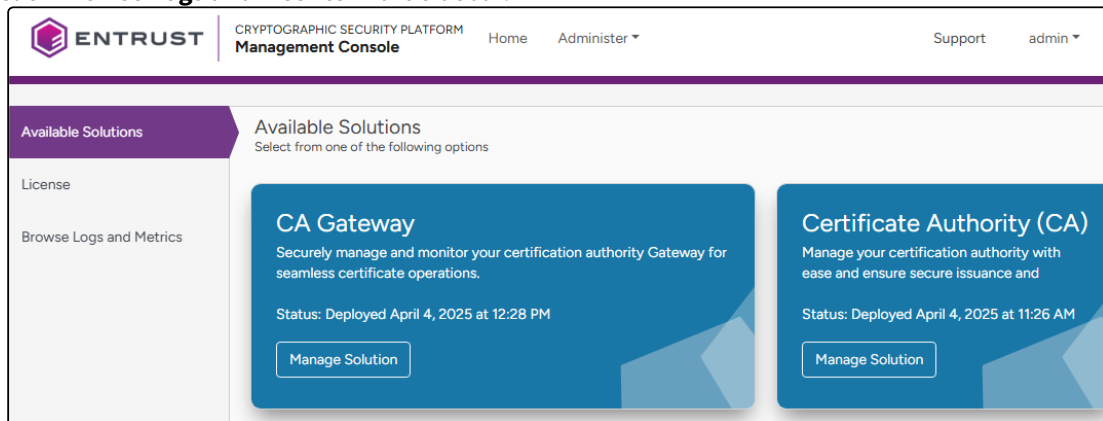 ENTRUST
CRYPTOGRAPHIC SECURITY PLATFORM
Management Console
Home
Administer
Support
admin
Available Solutions
License
Browse Logs and Metrics
Available Solutions
Select from one of the following options
CA Gateway
Securely manage and monitor your certification authority Gateway for
seamless certificate operations.
Status: Deployed April 4, 2025 at 12:28 PM
Manage Solution
Certificate Authority (CA)
Manage your certification authority with
ease and ensure secure issuance and
Status: Deployed April 4, 2025 at 11:26 AM
Manage Solution